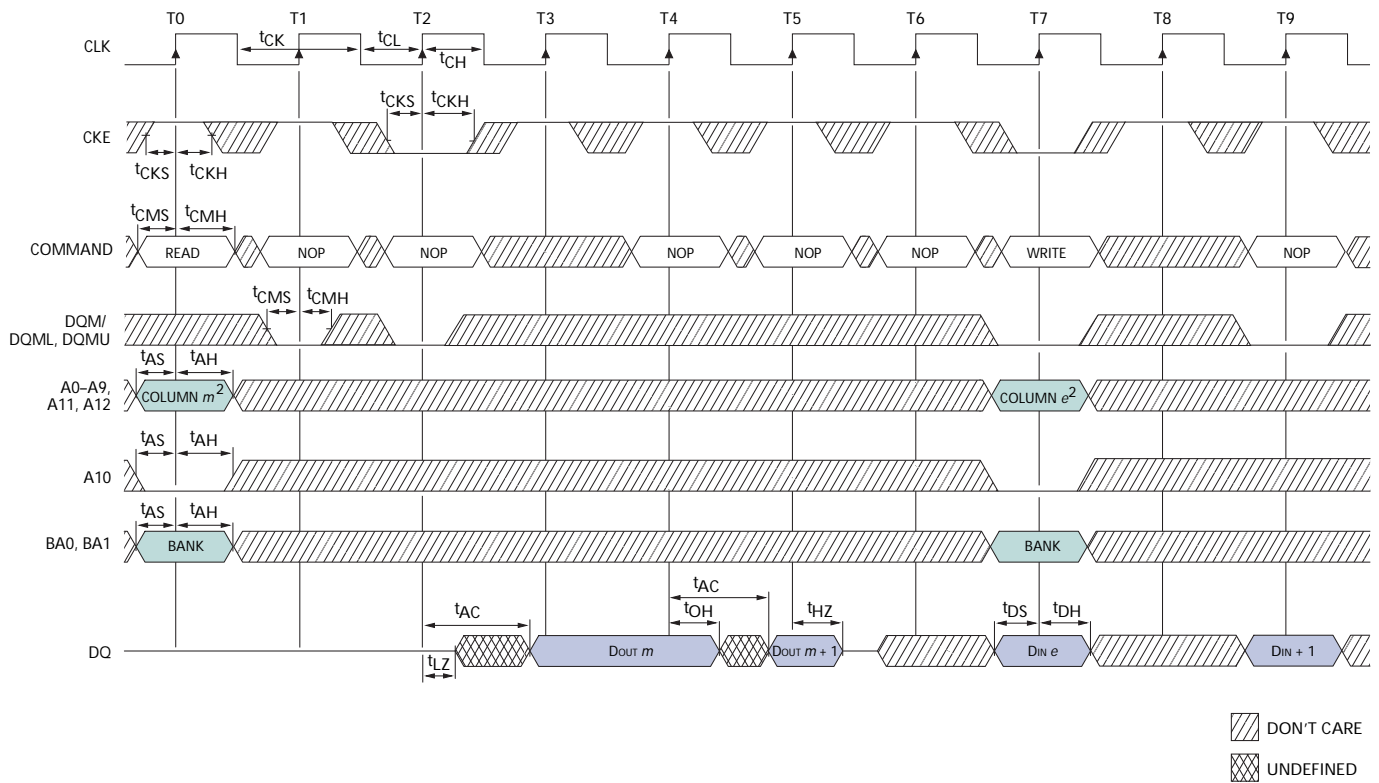 T0 T1 T2 T3 T4 T5 T6 T7 T8 T9
CLK
tCK
tCL
tCH
CKE
tCKS
tCKH
tCKS
tCKH
COMMAND
tCMS
tCMH
READ NOP NOP NOP NOP NOP WRITE NOP
DQM/
DQML, DQMU
tCMS
tCMH
A0–A9,
A11, A12
tAS
tAH
COLUMN m2
COLUMN e2
A10
tAS
tAH
BA0, BA1
tAS
tAH
BANK
BANK
DQ
tAC
tLZ
tAC
tOH
tHZ
tDS
tDH
DOUT m
DOUT m + 1
DIN e
DIN + 1
DON'T CARE
UNDEFINED